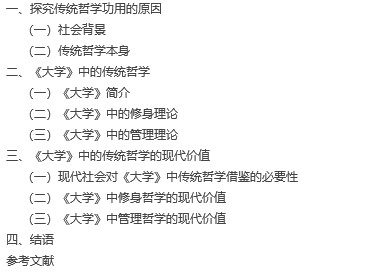 一、探究传统哲学功用的原因
（一）社会背景
（二）传统哲学本身
二、《大学》中的传统哲学
（一）《大学》简介
（二）《大学》中的修身理论
（三）《大学》中的管理理论
三、《大学》中的传统哲学的现代价值
（一）现代社会对《大学》中传统哲学借鉴的必要性
（二）《大学》中修身哲学的现代价值
（三）《大学》中管理哲学的现代价值
四、结语
参考文献